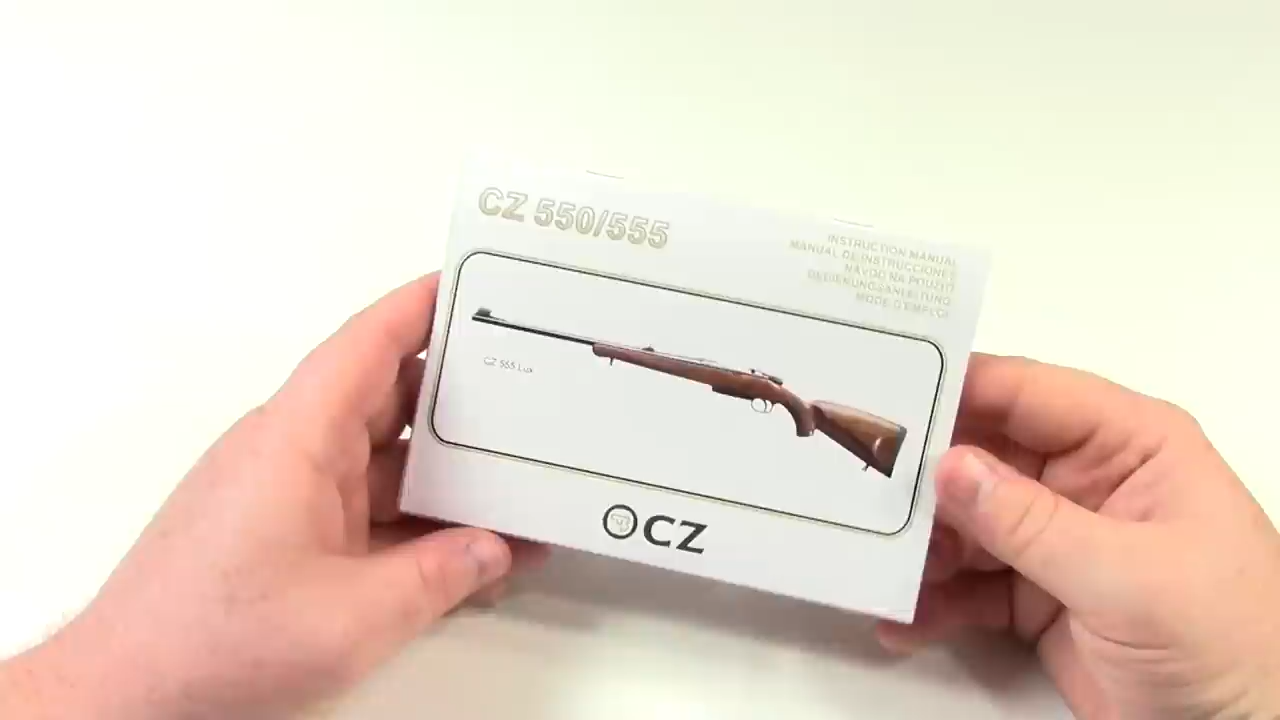 CZ 550/555
INSTRUCTION MANUAL
MANUAL DE INSTRUCCIONES
NÁVOD NA POUŽITÍ
BEDIENUNGSANLEITUNG
MODE D'EMPLOI
CZ 555 Lux
CZ